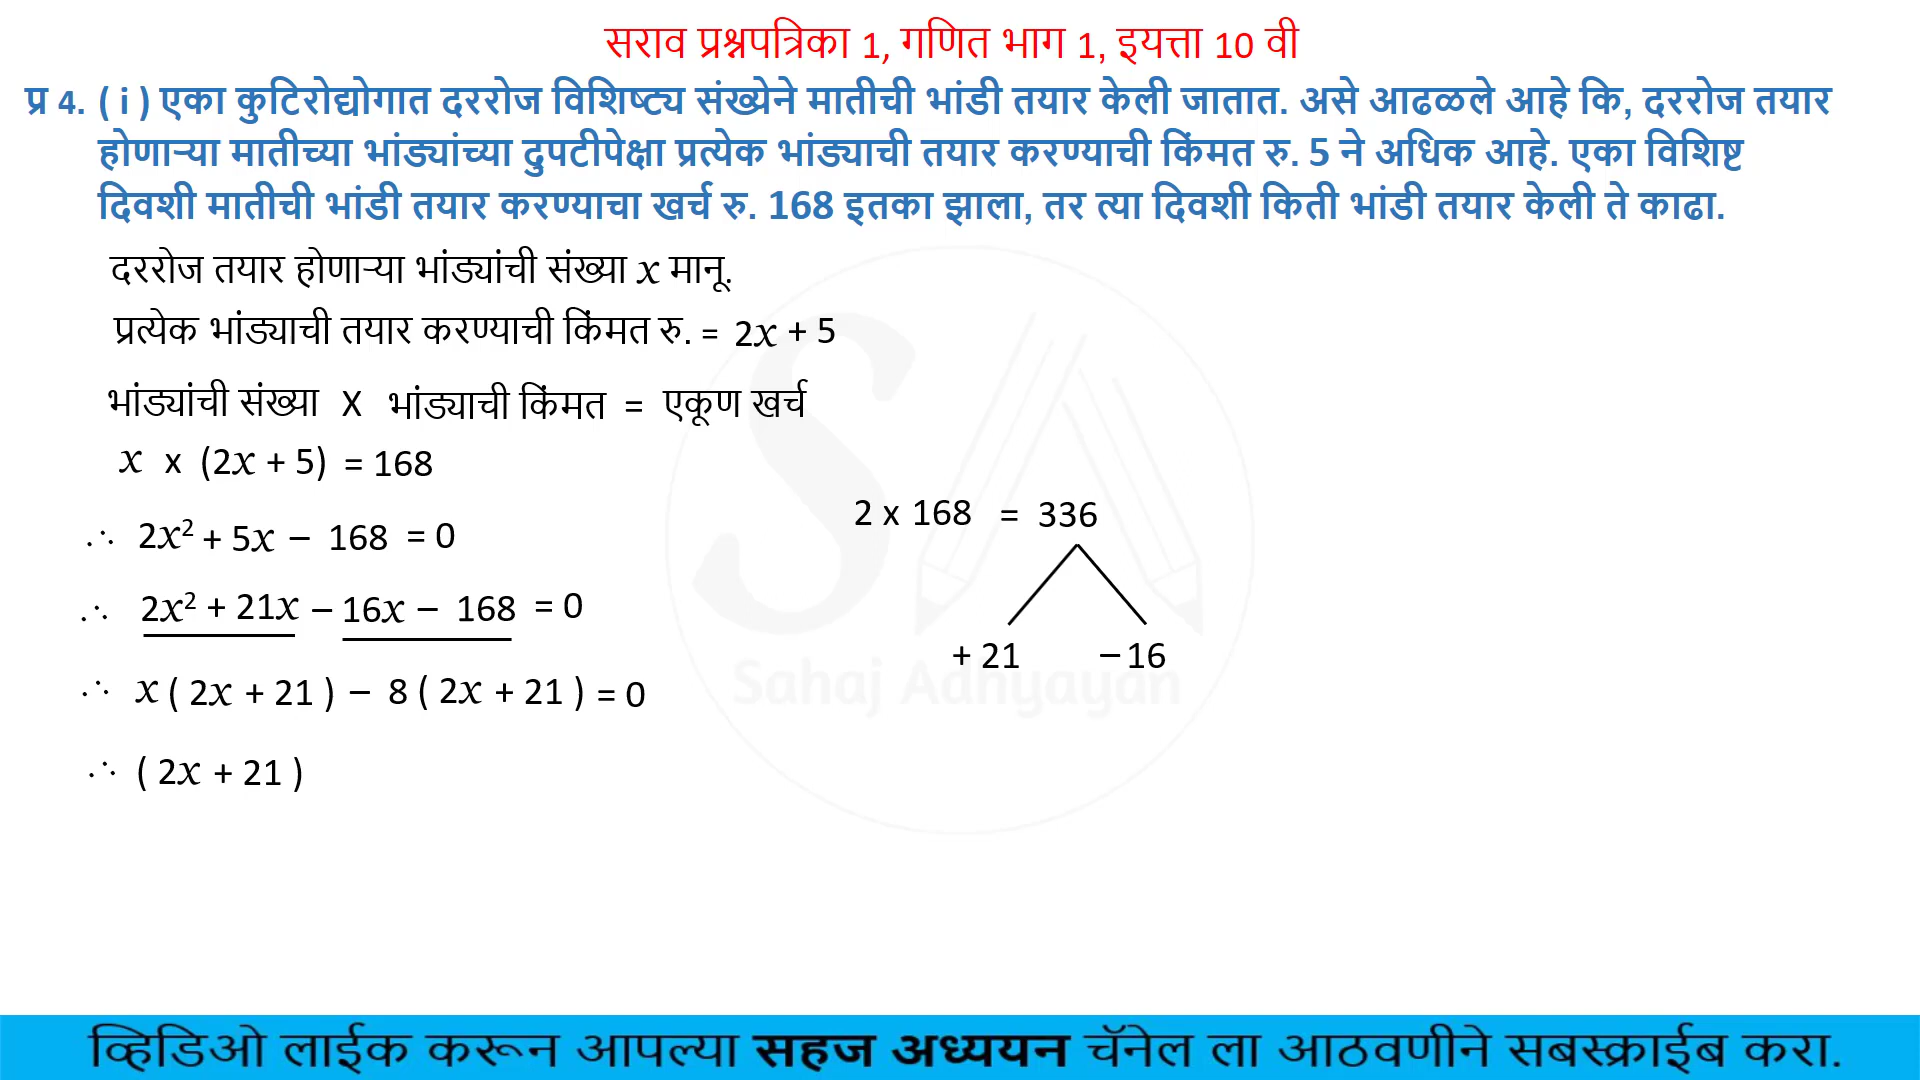 सराव प्रश्नपत्रिका 1, गणित भाग 1, इयत्ता 10 वी
प्र 4. ( i ) एका कुटिरोद्योगात दररोज विशिष्ट्य संख्येने मातीची भांडी तयार केली जातात. असे आढळले आहे कि, दररोज तयार
होणाऱ्या मातीच्या भांड्यांच्या दुपटीपेक्षा प्रत्येक भांड्याची तयार करण्याची किंमत रु. 5 ने अधिक आहे. एका विशिष्ट
दिवशी मातीची भांडी तयार करण्याचा खर्च रु. 168 इतका झाला, तर त्या दिवशी किती भांडी तयार केली ते काढा.
दररोज तयार होणाऱ्या भांड्यांची संख्या x मानू.
प्रत्येक भांड्याची तयार करण्याची किंमत रु. = 2x + 5
भांड्यांची संख्या X भांड्याची किंमत = एकूण खर्च
x x (2x + 5) = 168
∴ 2x² + 5x – 168 = 0
∴ 2x² + 21x – 16x – 168 = 0
∴ x ( 2x + 21 ) – 8 ( 2x + 21 ) = 0
∴ ( 2x + 21 )
2 x 168 = 336
+ 21 – 16
Sahaj Adhyayan
व्हिडिओ लाईक करून आपल्या सहज अध्ययन चॅनेल ला आठवणीने सबस्क्राईब करा.